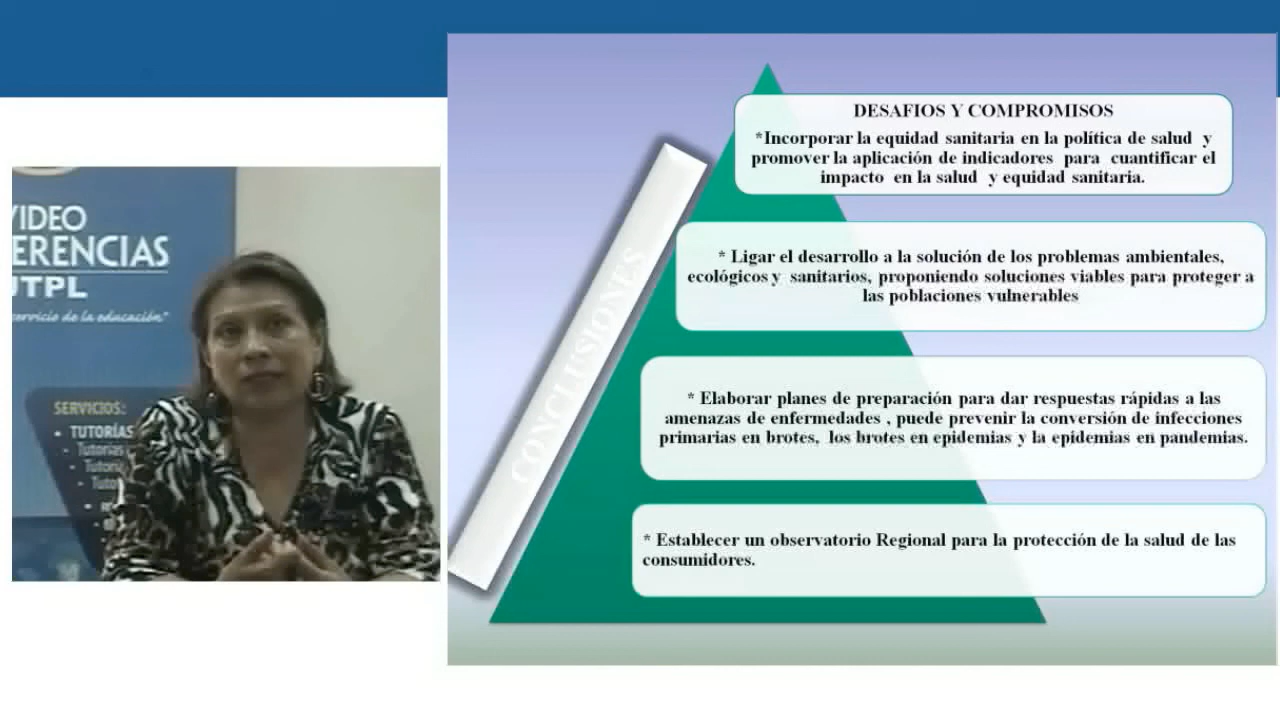 VIDEO
ERENCIAS
UTPL
servicio de la educación"
SERVICIOS:
• TUTORÍAS
- Tutorías
- Tutorí
- Tuto
CONCLUSIONES
DESAFIOS Y COMPROMISOS
*Incorporar la equidad sanitaria en la política de salud y
promover la aplicación de indicadores para cuantificar el
impacto en la salud y equidad sanitaria.
* Ligar el desarrollo a la solución de los problemas ambientales,
ecológicos y sanitarios, proponiendo soluciones viables para proteger a
las poblaciones vulnerables
* Elaborar planes de preparación para dar respuestas rápidas a las
amenazas de enfermedades , puede prevenir la conversión de infecciones
primarias en brotes, los brotes en epidemias y la epidemias en pandemias.
* Establecer un observatorio Regional para la protección de la salud de las
consumidores.